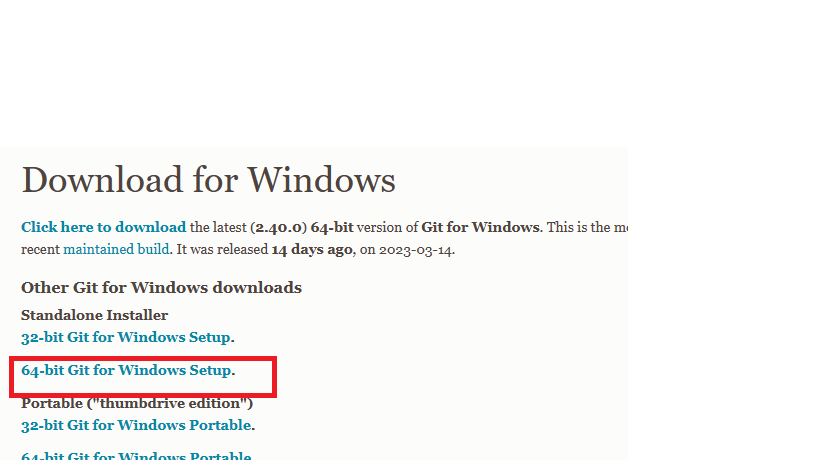 Download for Windows
Click here to download the latest (2.40.0) 64-bit version of Git for Windows. This is the
recent maintained build. It was released 14 days ago, on 2023-03-14.
Other Git for Windows downloads
Standalone Installer
32-bit Git for Windows Setup.
64-bit Git for Windows Setup.
Portable ("thumbdrive edition")
32-bit Git for Windows Portable.
64-bit Git for Windows Portable